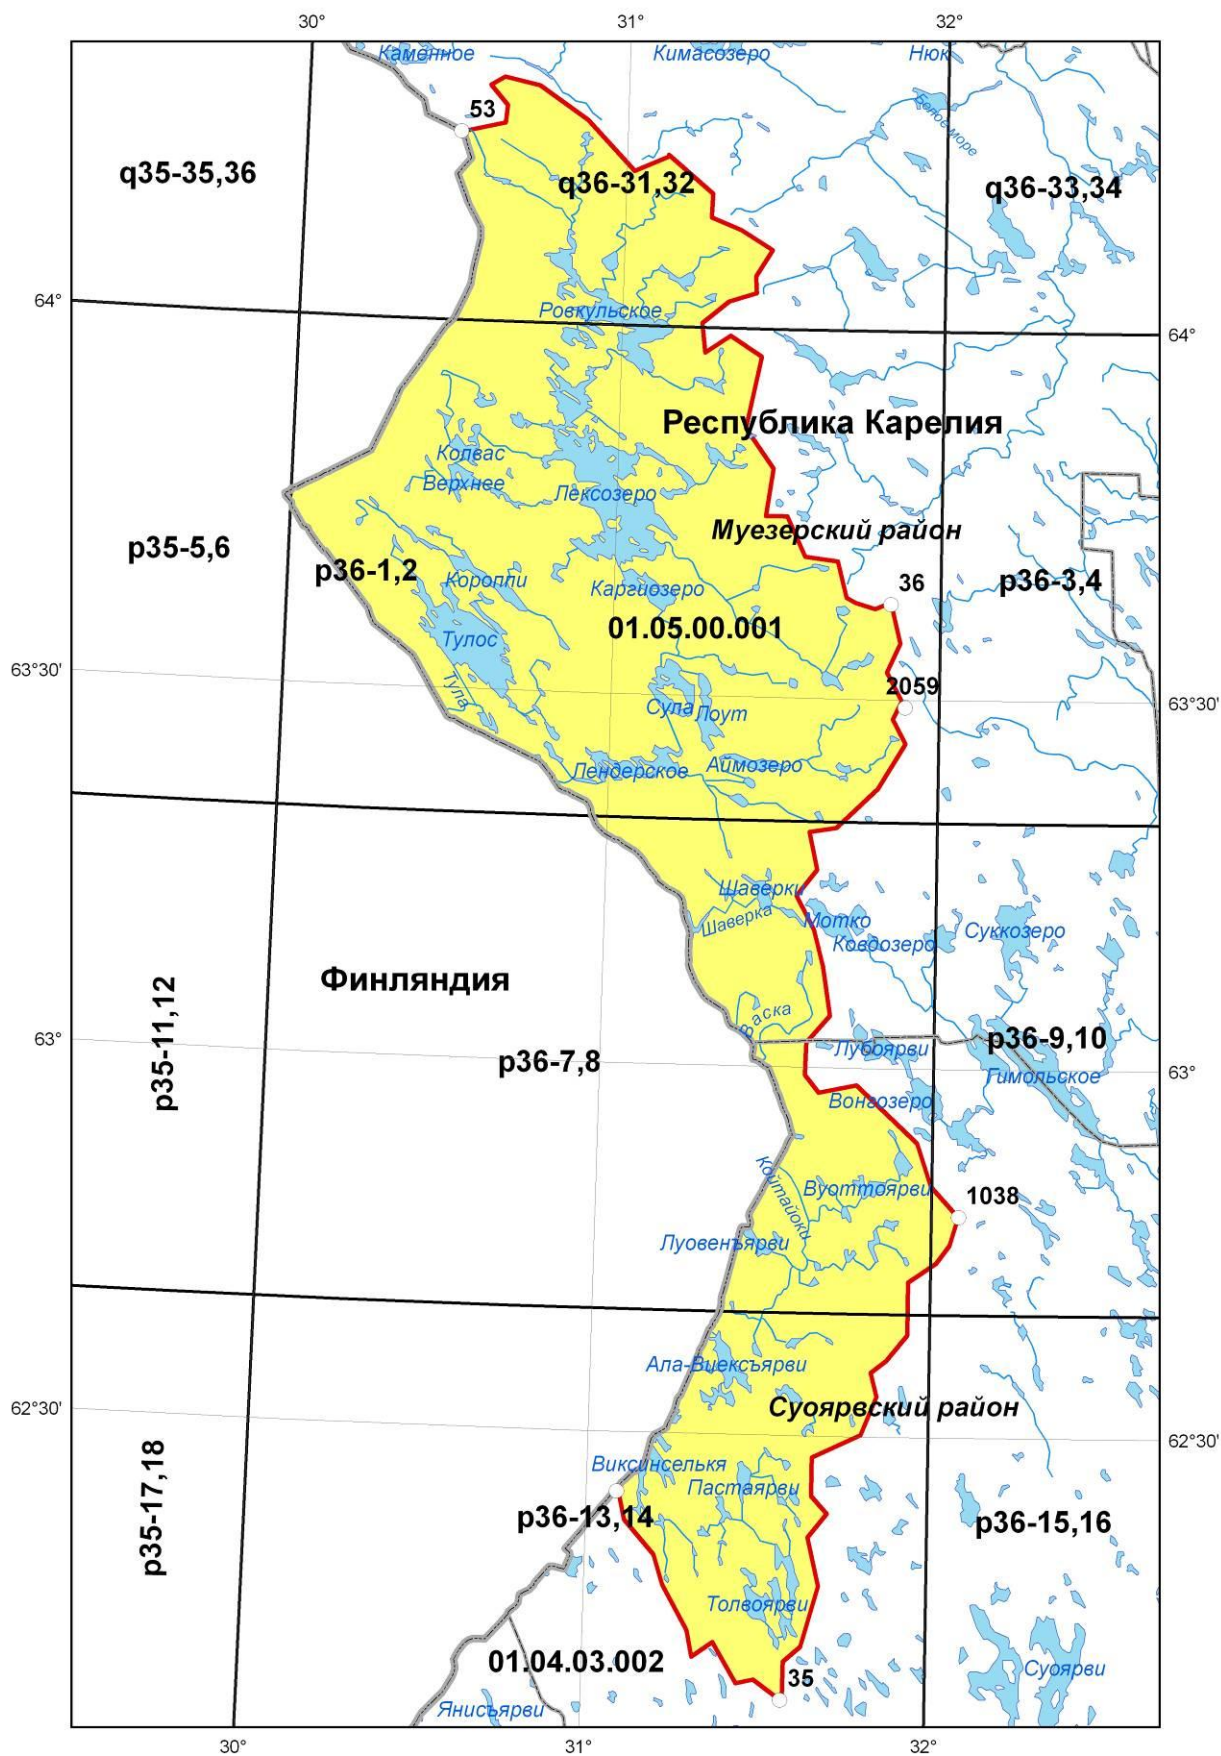 30°
31°
32°
Каменное
Кимасозеро
Нюк
53
Белое море
q35-35,36
q36-31,32
q36-33,34
64°
Ровкульское
64°
Республика Карелия
Колвас
Верхнее
Лексозеро
Муезерский район
p35-5,6
p36-1,2
Короппи
Каргиозеро
36
p36-3,4
01.05.00.001
Тулос
63°30'
Тула
2059
Сула
Лоут
63°30'
Лендерское
Аймозеро
Шаверки
Шаверка
Мотко
Ковдозеро
Суккозеро
Финляндия
p35-11,12
63°
Лубоярви
p36-9,10
p36-7,8
Гимольское
63°
Вонгозеро
Койтайоки
Вуоттоярви
1038
Луовенъярви
Ала-Виексъярви
62°30'
Суоярвский район
62°30'
Виксинселькя
Пастаярви
p35-17,18
p36-13,14
p36-15,16
Толвоярви
01.04.03.002
35
Суоярви
Янисъярви
30°
31°
32°